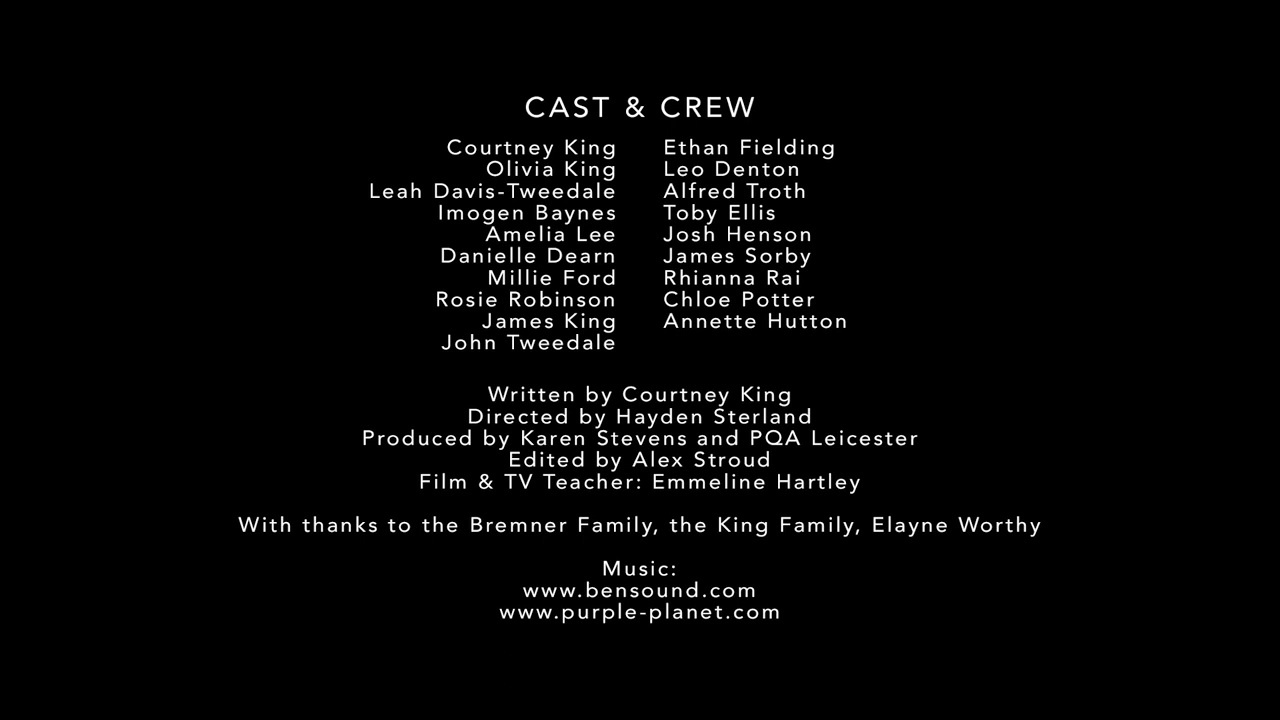 CAST & CREW
Courtney King
Olivia King
Leah Davis-Tweedale
Imogen Baynes
Amelia Lee
Danielle Dearn
Millie Ford
Rosie Robinson
James King
John Tweedale
Ethan Fielding
Leo Denton
Alfred Troth
Toby Ellis
Josh Henson
James Sorby
Rhianna Rai
Chloe Potter
Annette Hutton
Written by Courtney King
Directed by Hayden Sterland
Produced by Karen Stevens and PQA Leicester
Edited by Alex Stroud
Film & TV Teacher: Emmeline Hartley
With thanks to the Bremner Family, the King Family, Elayne Worthy
Music:
www.bensound.com
www.purple-planet.com